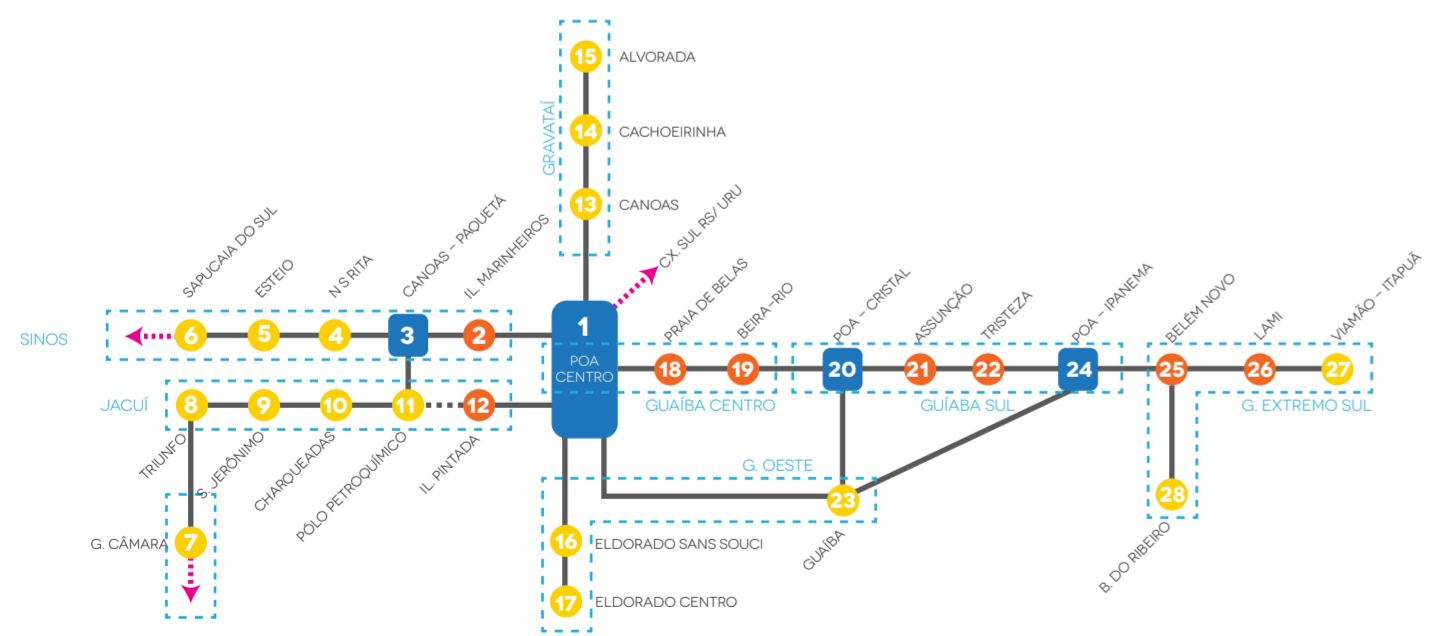 15 ALVORADA
14 CACHOEIRINHA
13 CANOAS
GRAVATAÍ
CX. SUL RS/ URU
SINOS
6 SAPUCAIA DO SUL
5 ESTEIO
4 N S RITA
3 CANOAS - PAQUETÁ
2 IL. MARINHEIROS
1
POA
CENTRO
18 PRAIA DE BELAS
19 BEIRA-RIO
GUAÍBA CENTRO
20 POA - CRISTAL
21 ASSUNÇÃO
22 TRISTEZA
24 POA - IPANEMA
GUÍABA SUL
25 BELÉM NOVO
26 LAMI
27 VIAMÃO - ITAPUÃ
G. EXTREMO SUL
28 B. DO RIBEIRO
JACUÍ
8 TRIUNFO
9 S. JERÔNIMO
10 CHARQUEADAS
11 PÓLO PETROQUÍMICO
12 IL. PINTADA
G. CÂMARA 7
G. OESTE
23 GUAÍBA
16 ELDORADO SANS SOUCI
17 ELDORADO CENTRO